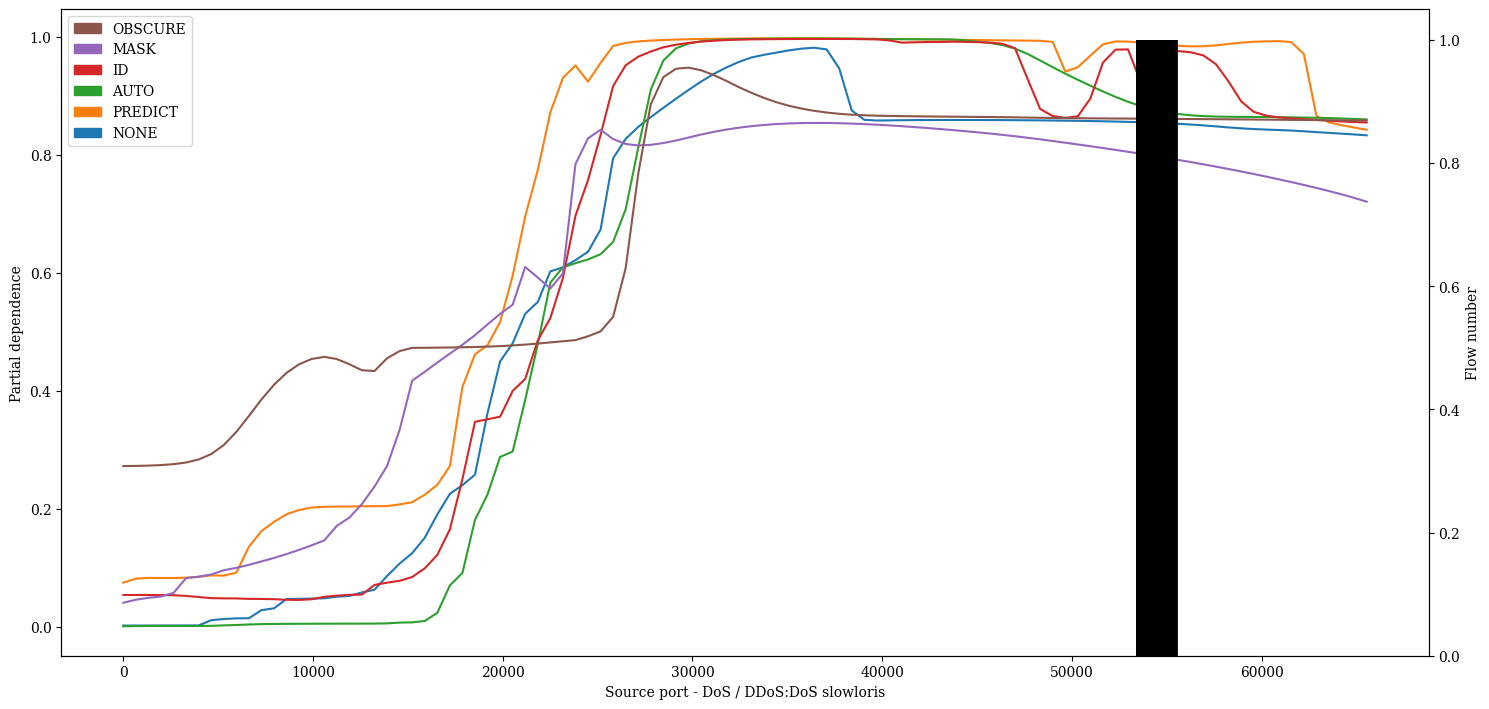 OBSCURE
MASK
ID
AUTO
PREDICT
NONE
Partial dependence
1.0
0.8
0.6
0.4
0.2
0.0
0 10000 20000 30000 40000 50000 60000
Source port - DoS / DDoS:DoS slowloris
1.0
0.8
0.6
0.4
0.2
0.0
Flow number